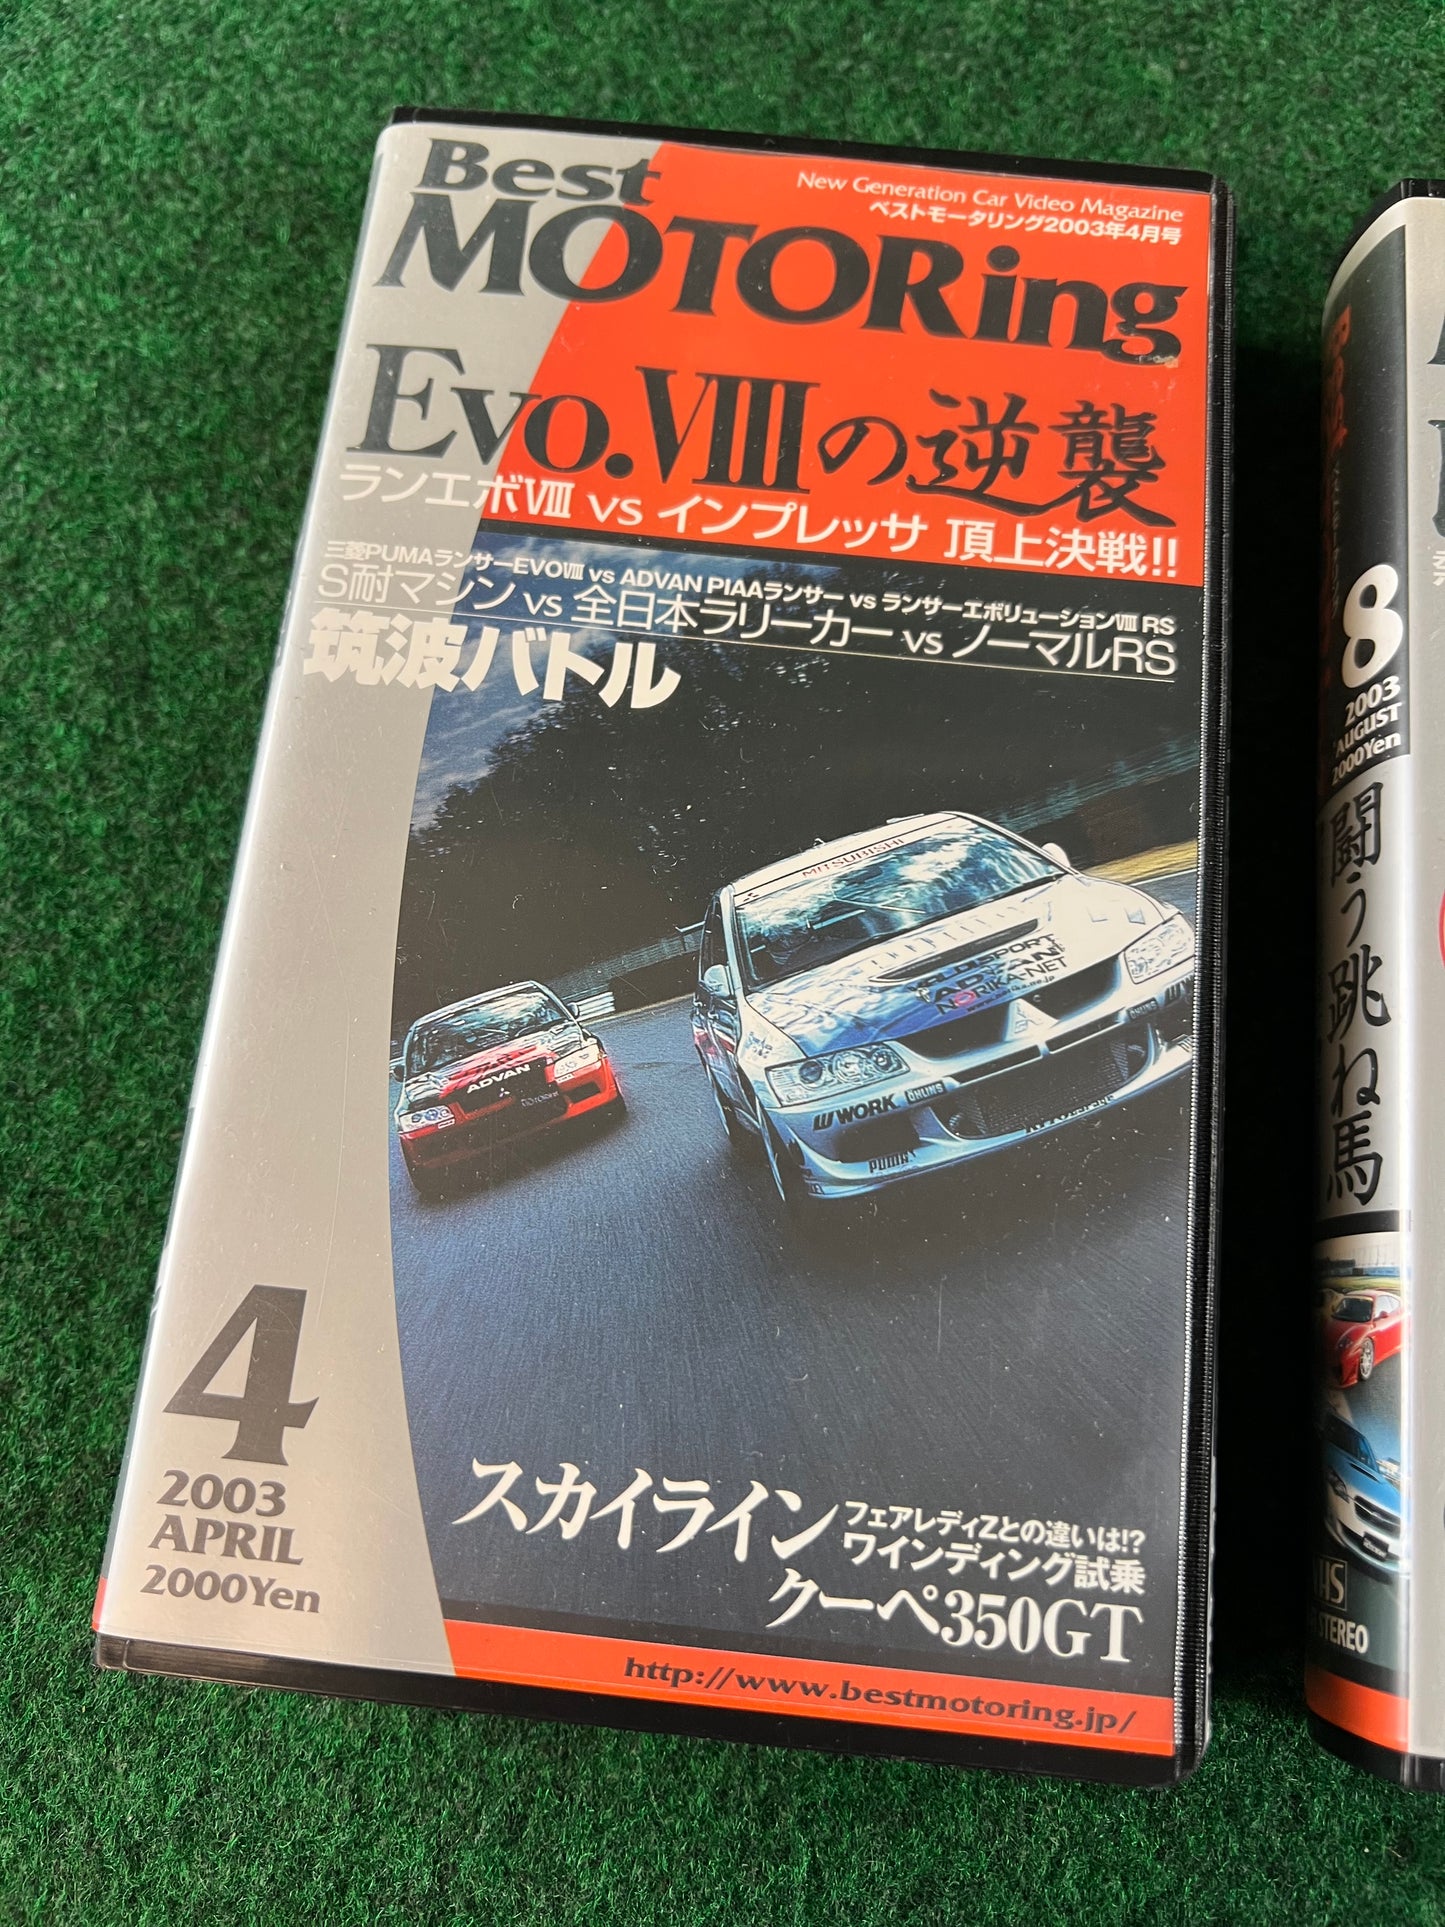 Best
MOTORing
New Generation Car Video Magazine
ベストモータリング2003年4月号
Evo.VIIIの逆襲
ランエボVIII vs インプレッサ 頂上決戦!!
三菱PUMAランサーEVOVIII vs ADVAN PIAAランサー vs ランサーエボリューションVIII RS
S耐マシン vs 全日本ラリーカー vs ノーマルRS
筑波バトル
MITSUBISHI
ADVAN
NORIKA-NET
ADVAN
WORK
ÖHLINS
PUMA
4
2003
APRIL
2000Yen
スカイライン
フェアレディZとの違いは!?
ワインディング試乗
クーペ350GT
http://www.bestmotoring.jp/
Best
8
2003
AUGUST
2000Yen
闘う跳ね馬
VHS
STEREO